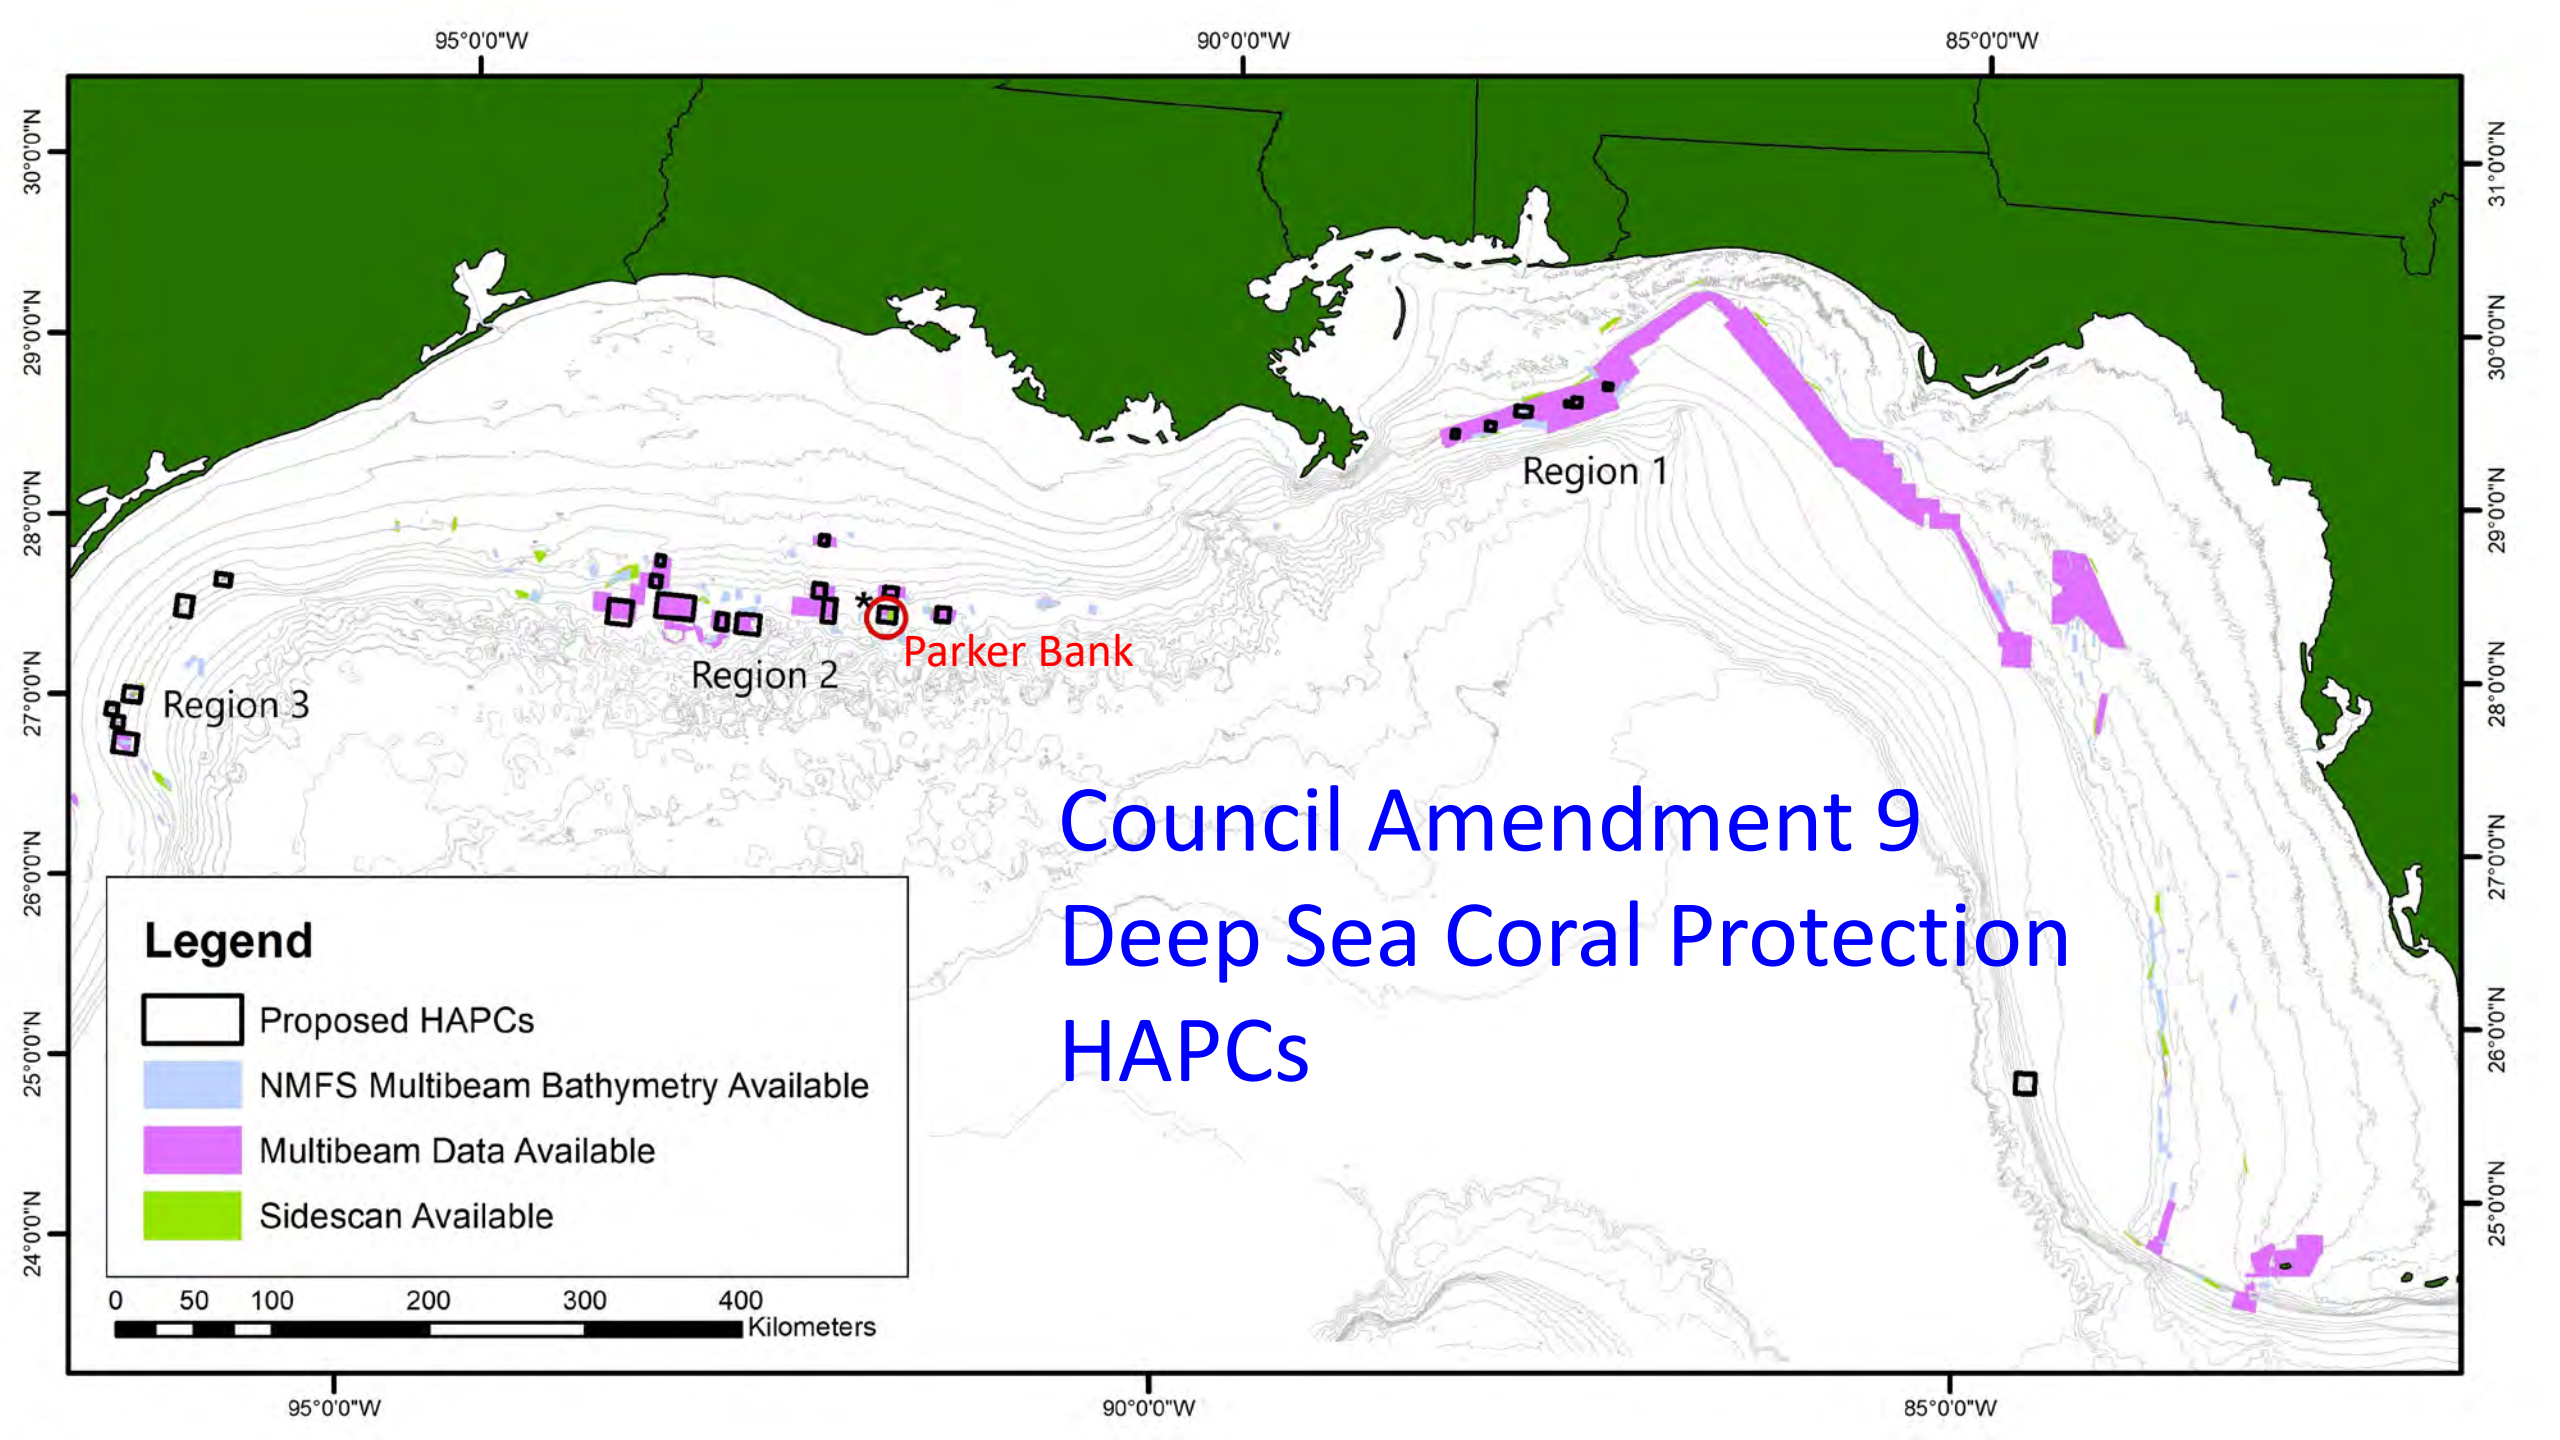 95°0'0"W
90°0'0"W
85°0'0"W
30°0'0"N
31°0'0"N
29°0'0"N
30°0'0"N
28°0'0"N
29°0'0"N
27°0'0"N
28°0'0"N
26°0'0"N
27°0'0"N
25°0'0"N
26°0'0"N
24°0'0"N
25°0'0"N
Region 1
*
Parker Bank
Region 2
Region 3
Council Amendment 9
Deep Sea Coral Protection
HAPCs
Legend
Proposed HAPCs
NMFS Multibeam Bathymetry Available
Multibeam Data Available
Sidescan Available
0 50 100 200 300 400
Kilometers
95°0'0"W
90°0'0"W
85°0'0"W